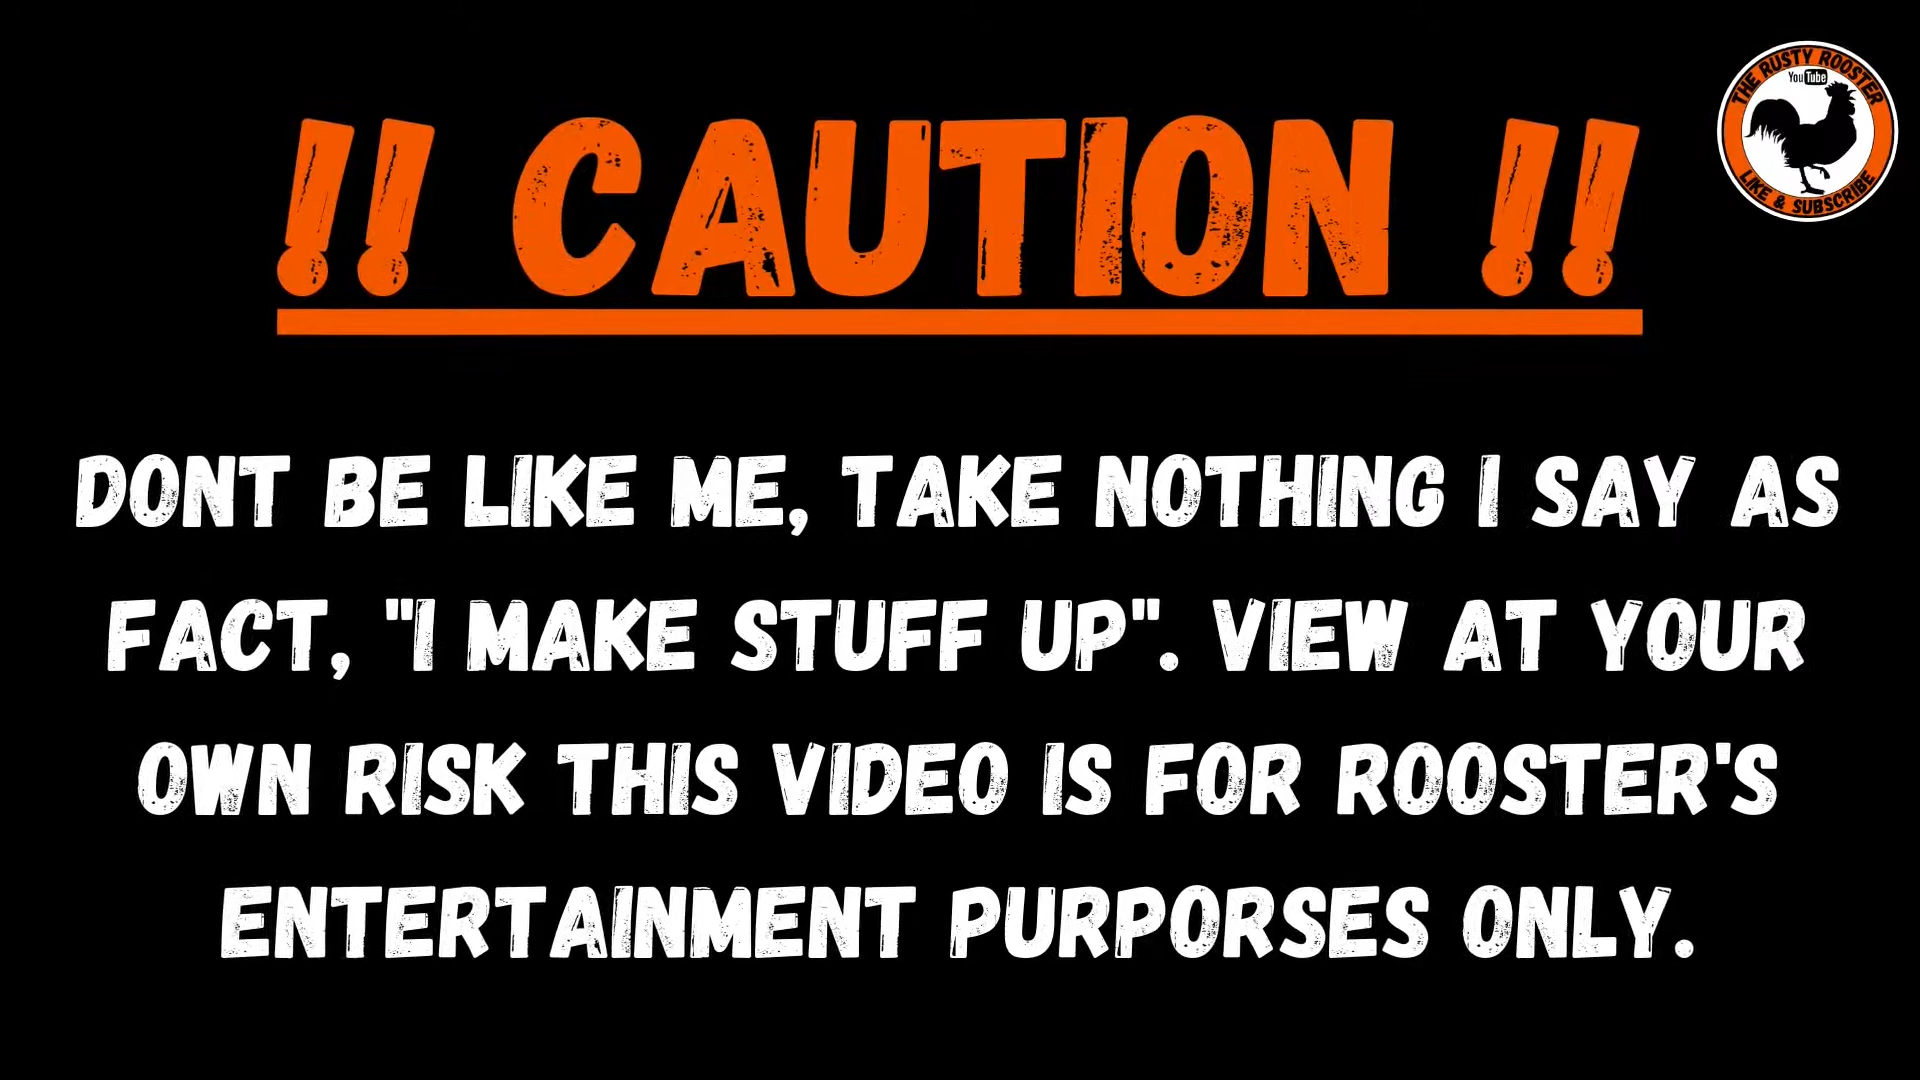 !! CAUTION !!
THE RUSTY ROOSTER
YouTube
LIKE & SUBSCRIBE
DONT BE LIKE ME, TAKE NOTHING I SAY AS
FACT, "I MAKE STUFF UP". VIEW AT YOUR
OWN RISK THIS VIDEO IS FOR ROOSTER'S
ENTERTAINMENT PURPORSES ONLY.